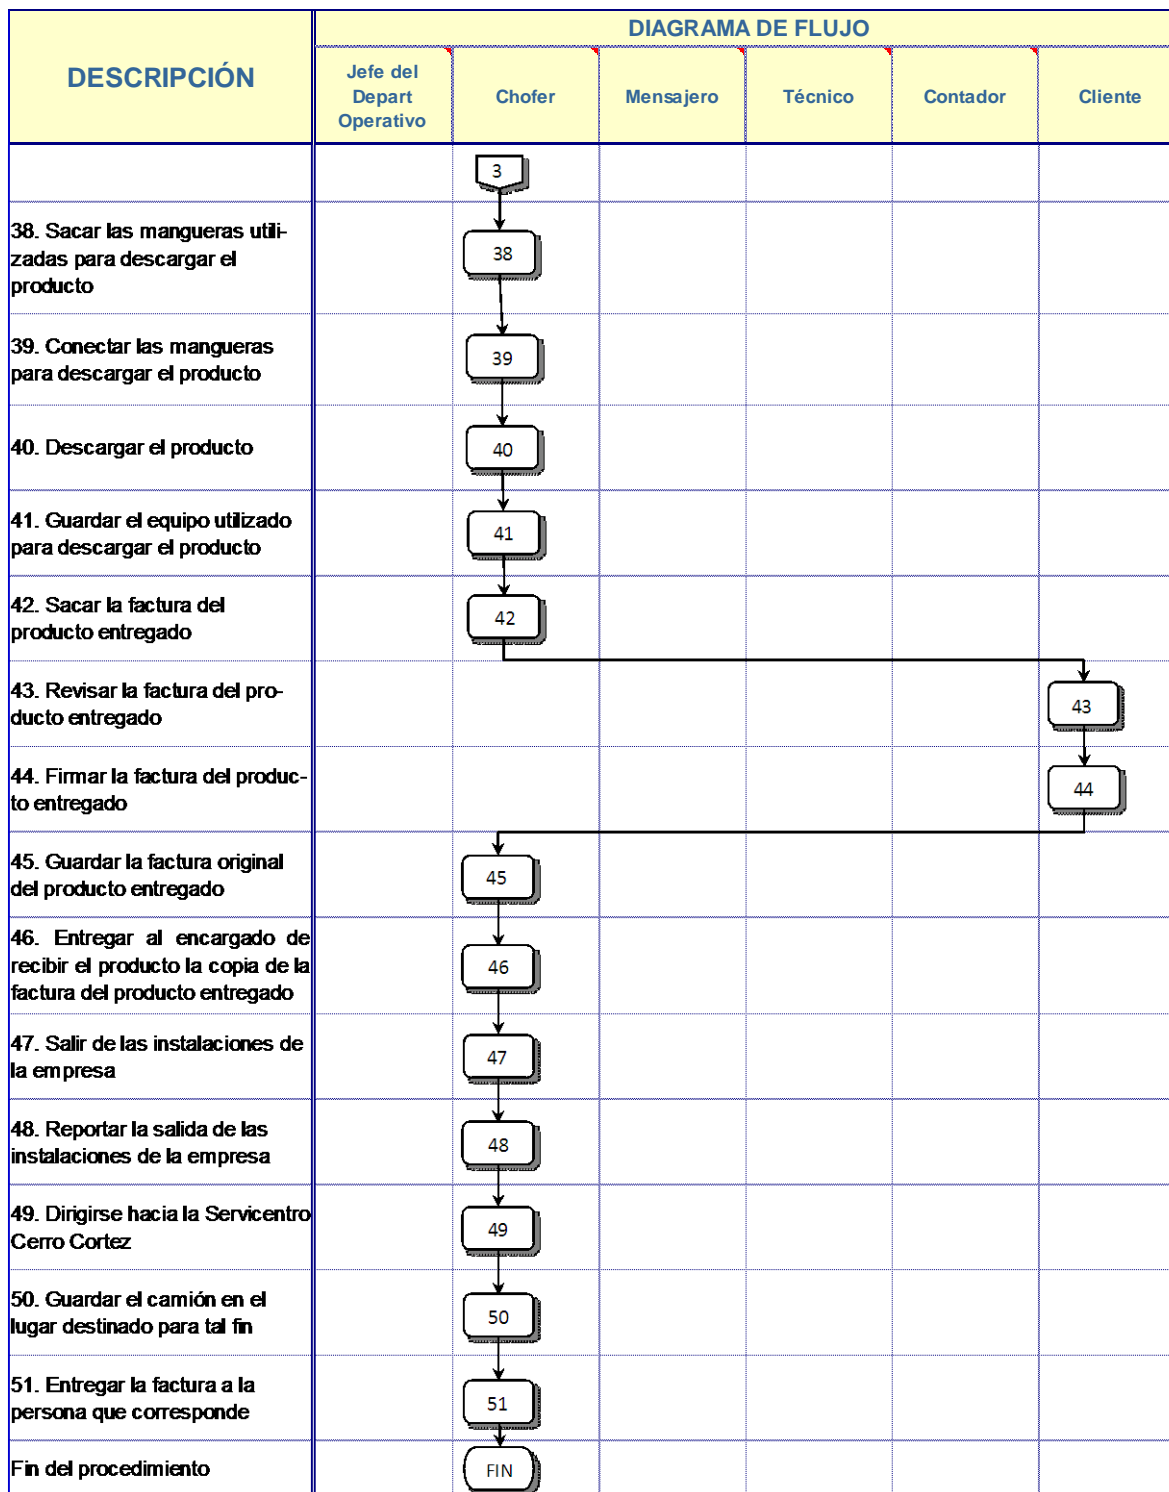 DESCRIPCIÓN
DIAGRAMA DE FLUJO
Jefe del
Depart
Operativo
Chofer
Mensajero
Técnico
Contador
Cliente
3
38. Sacar las mangueras utili-
zadas para descargar el
producto
38
39. Conectar las mangueras
para descargar el producto
39
40. Descargar el producto
40
41. Guardar el equipo utilizado
para descargar el producto
41
42. Sacar la factura del
producto entregado
42
43. Revisar la factura del pro-
ducto entregado
43
44. Firmar la factura del produc-
to entregado
44
45. Guardar la factura original
del producto entregado
45
46. Entregar al encargado de
recibir el producto la copia de la
factura del producto entregado
46
47. Salir de las instalaciones de
la empresa
47
48. Reportar la salida de las
instalaciones de la empresa
48
49. Dirigirse hacia la Servicentro
Cerro Cortez
49
50. Guardar el camión en el
lugar destinado para tal fin
50
51. Entregar la factura a la
persona que corresponde
51
Fin del procedimiento
FIN